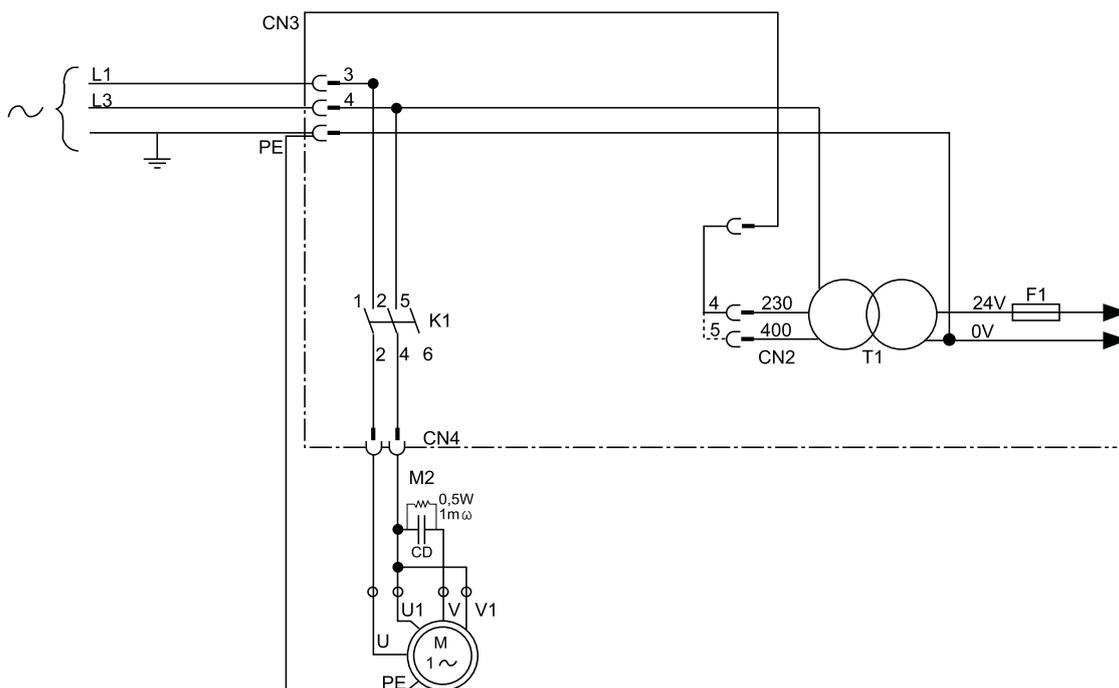 CN3
L1
3
L3
4
PE
1 2 5
K1
2 4 6
4 230
5 400
CN2
T1
24V
F1
0V
CN4
M2
0,5W
1mω
CD
U1 V V1
U
M
1
PE